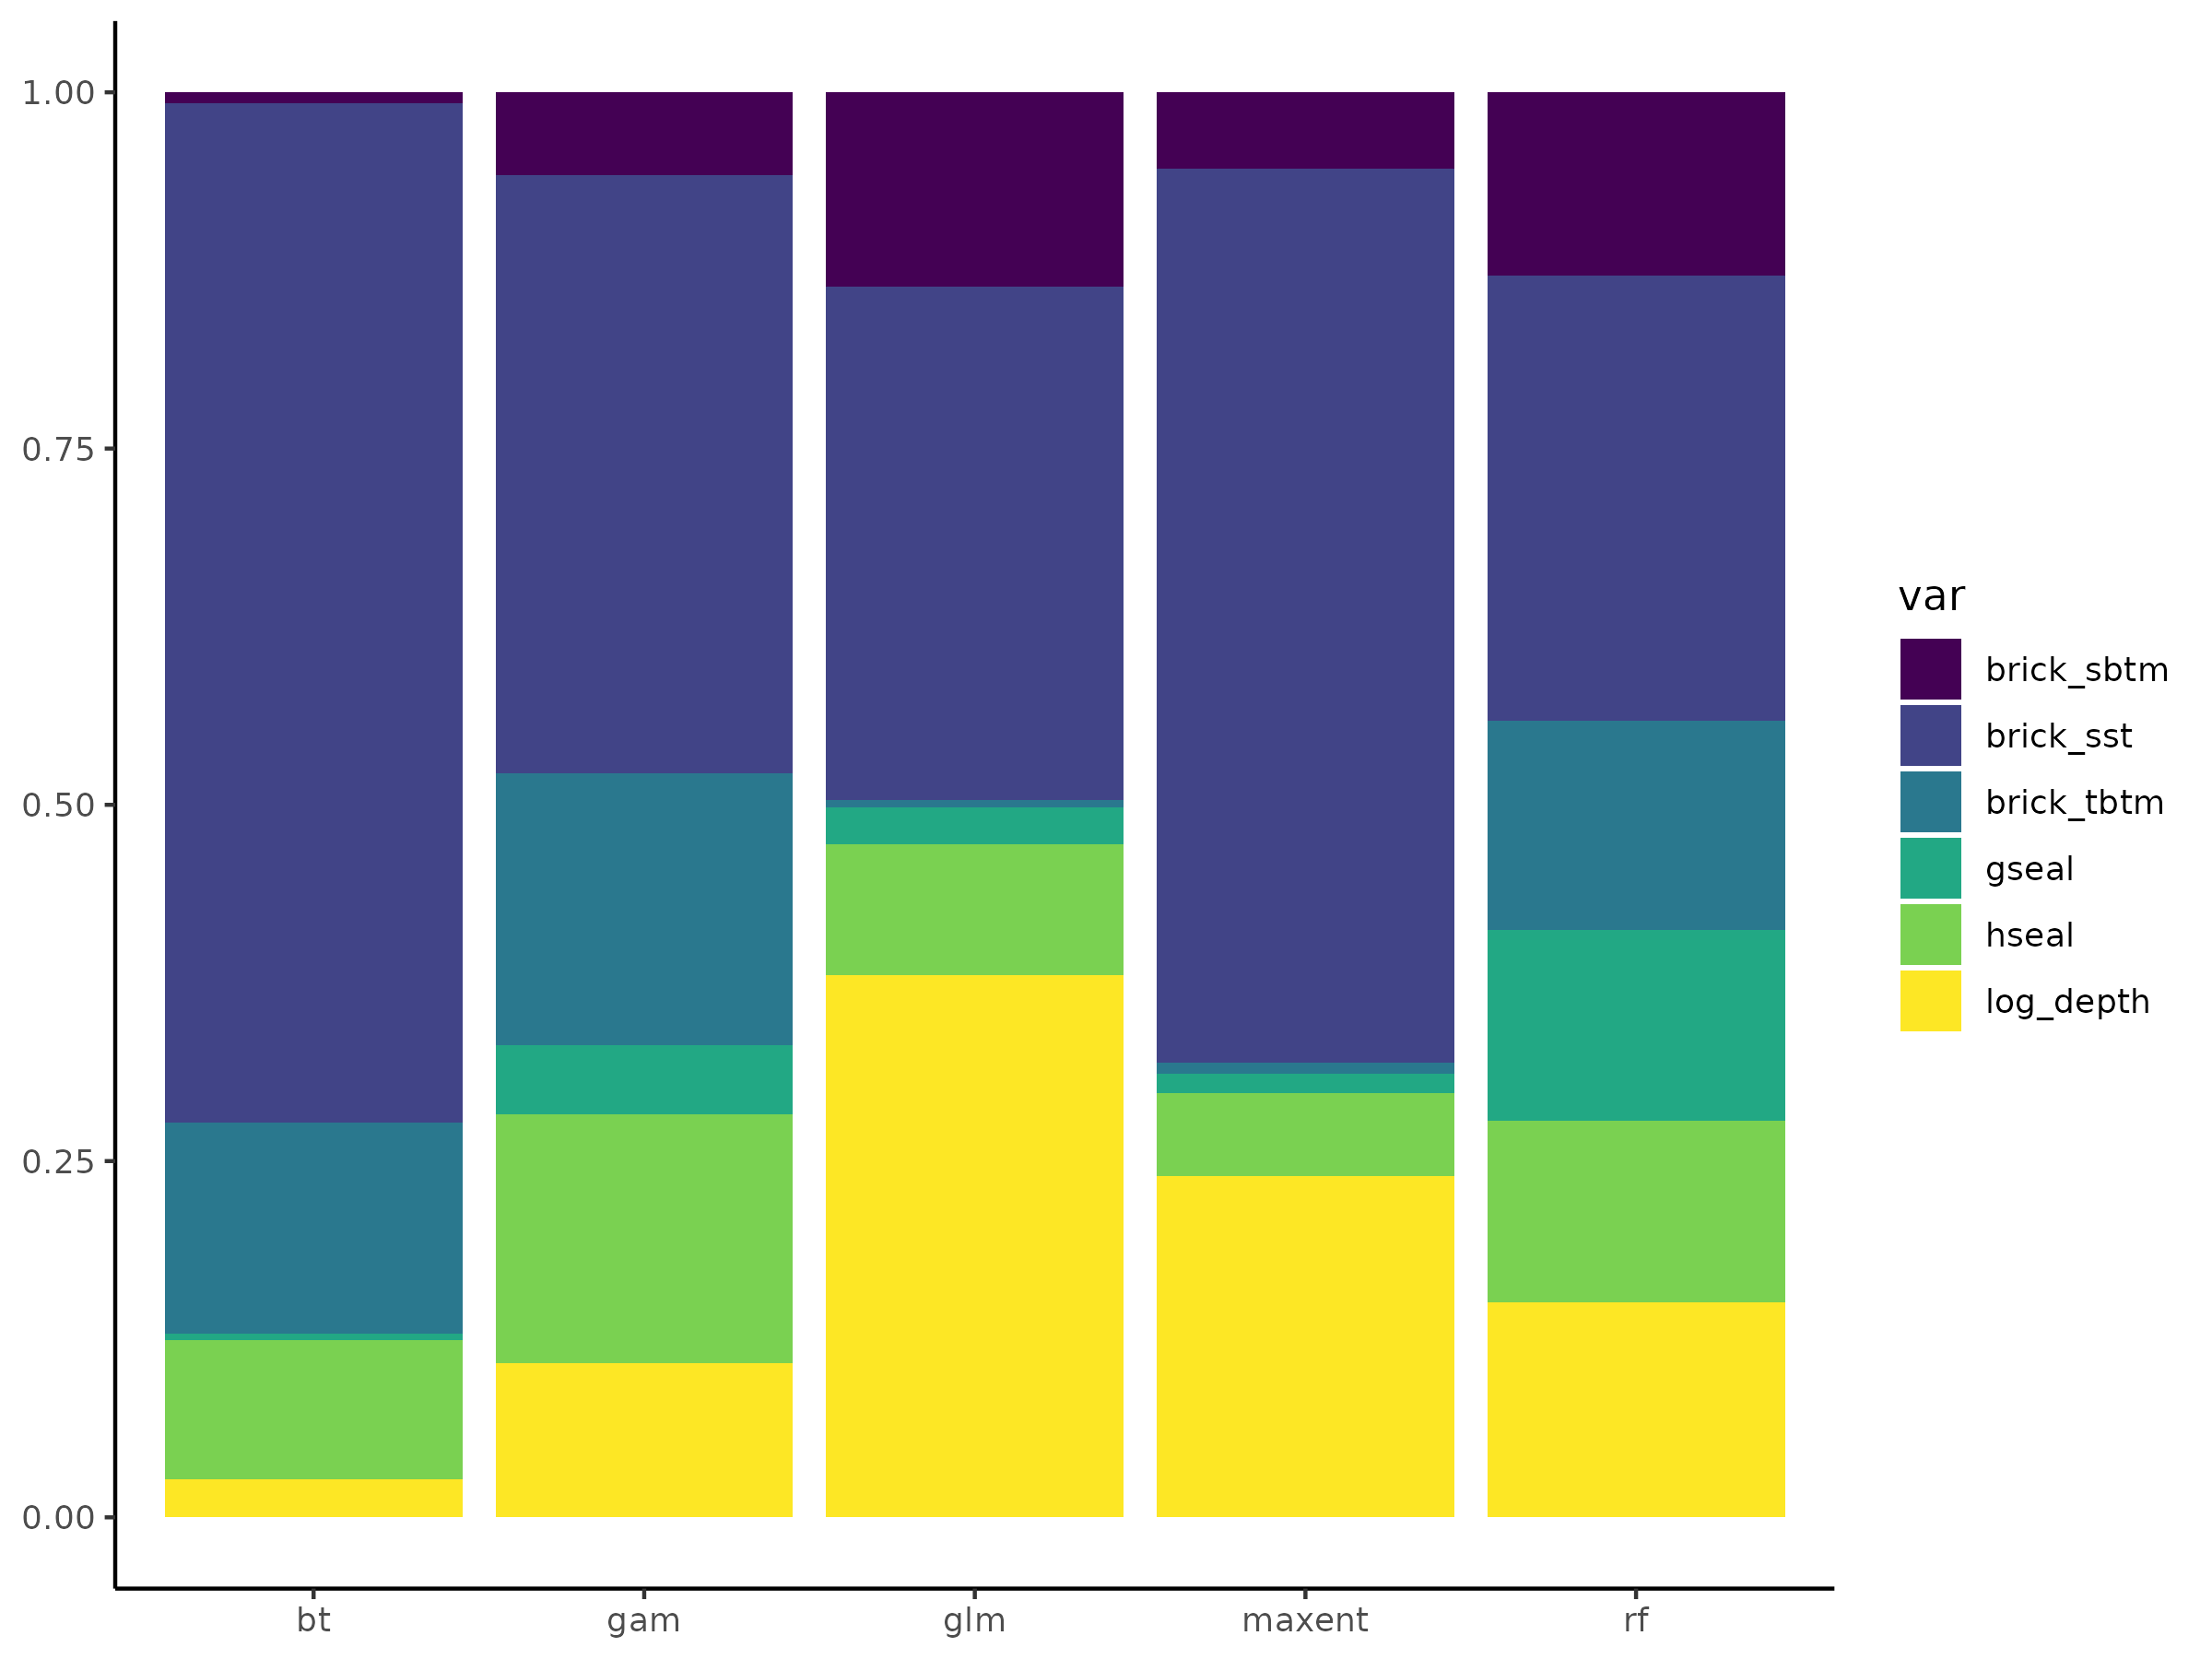 1.00
0.75
0.50
0.25
0.00
bt
gam
glm
maxent
rf
var
brick_sbtm
brick_sst
brick_tbtm
gseal
hseal
log_depth